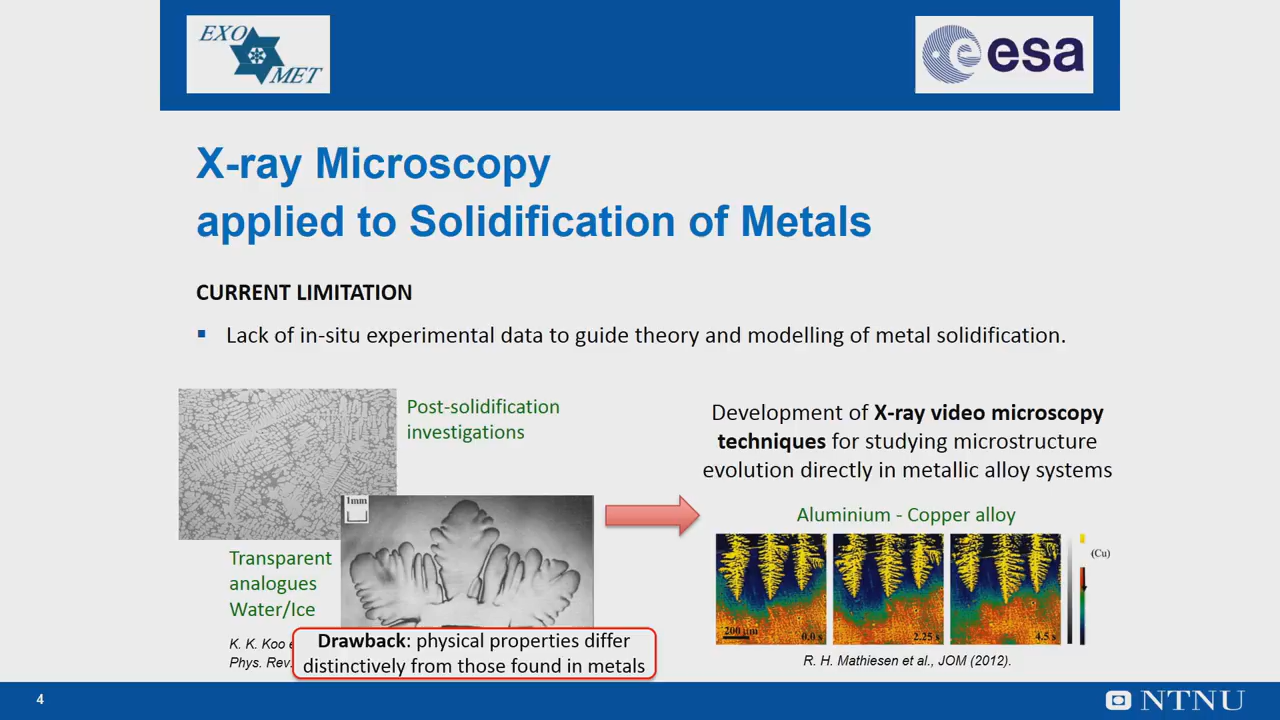 EXO
MET
esa
X-ray Microscopy
applied to Solidification of Metals
CURRENT LIMITATION
Lack of in-situ experimental data to guide theory and modelling of metal solidification.
Post-solidification
investigations
1mm
Transparent
analogues
Water/Ice
K. K. Koo
Phys. Rev.
Drawback: physical properties differ
distinctively from those found in metals
Development of X-ray video microscopy
techniques for studying microstructure
evolution directly in metallic alloy systems
Aluminium - Copper alloy
(Cu)
200 μm
0.0 s
2.25 s
4.5 s
R. H. Mathiesen et al., JOM (2012).
4
NTNU